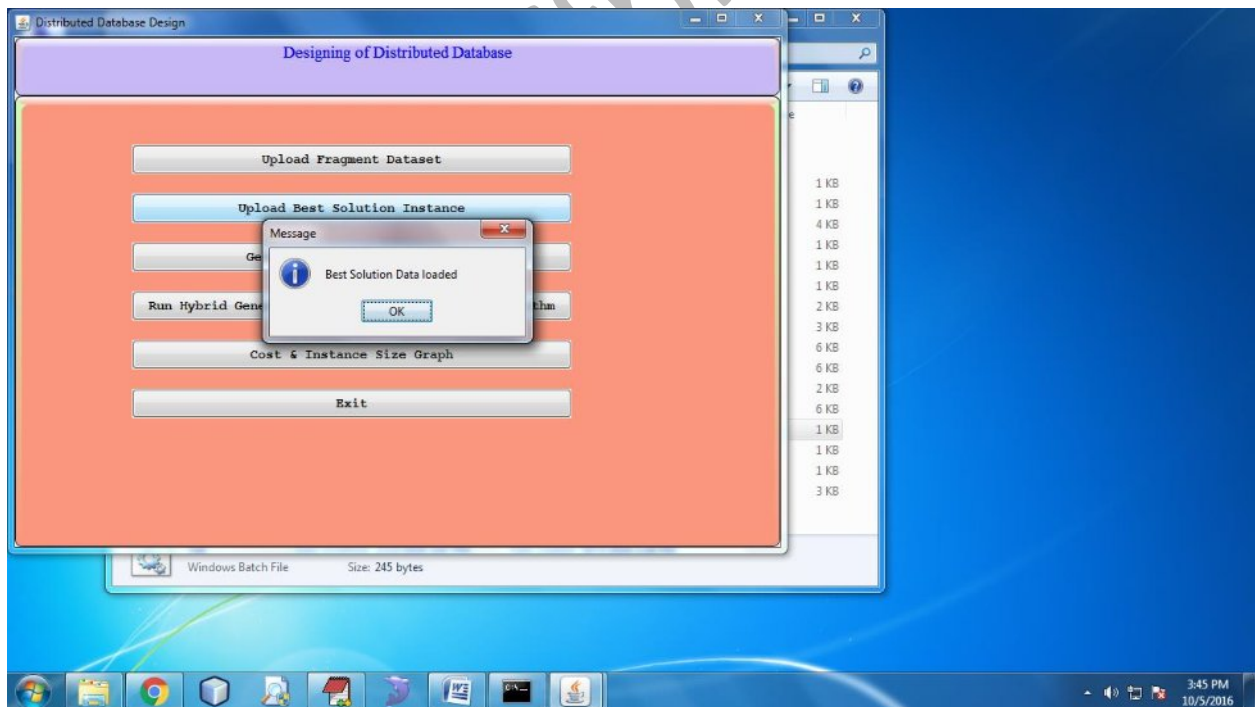 Distributed Database Design
Designing of Distributed Database
Upload Fragment Dataset
Upload Best Solution Instance
Message
Ge
Best Solution Data loaded
Run Hybrid Gene
thm
OK
Cost & Instance Size Graph
Exit
e
1 KB
1 KB
4 KB
1 KB
1 KB
1 KB
2 KB
3 KB
6 KB
6 KB
2 KB
6 KB
1 KB
1 KB
1 KB
3 KB
Windows Batch File
Size: 245 bytes
3:45 PM
10/5/2016